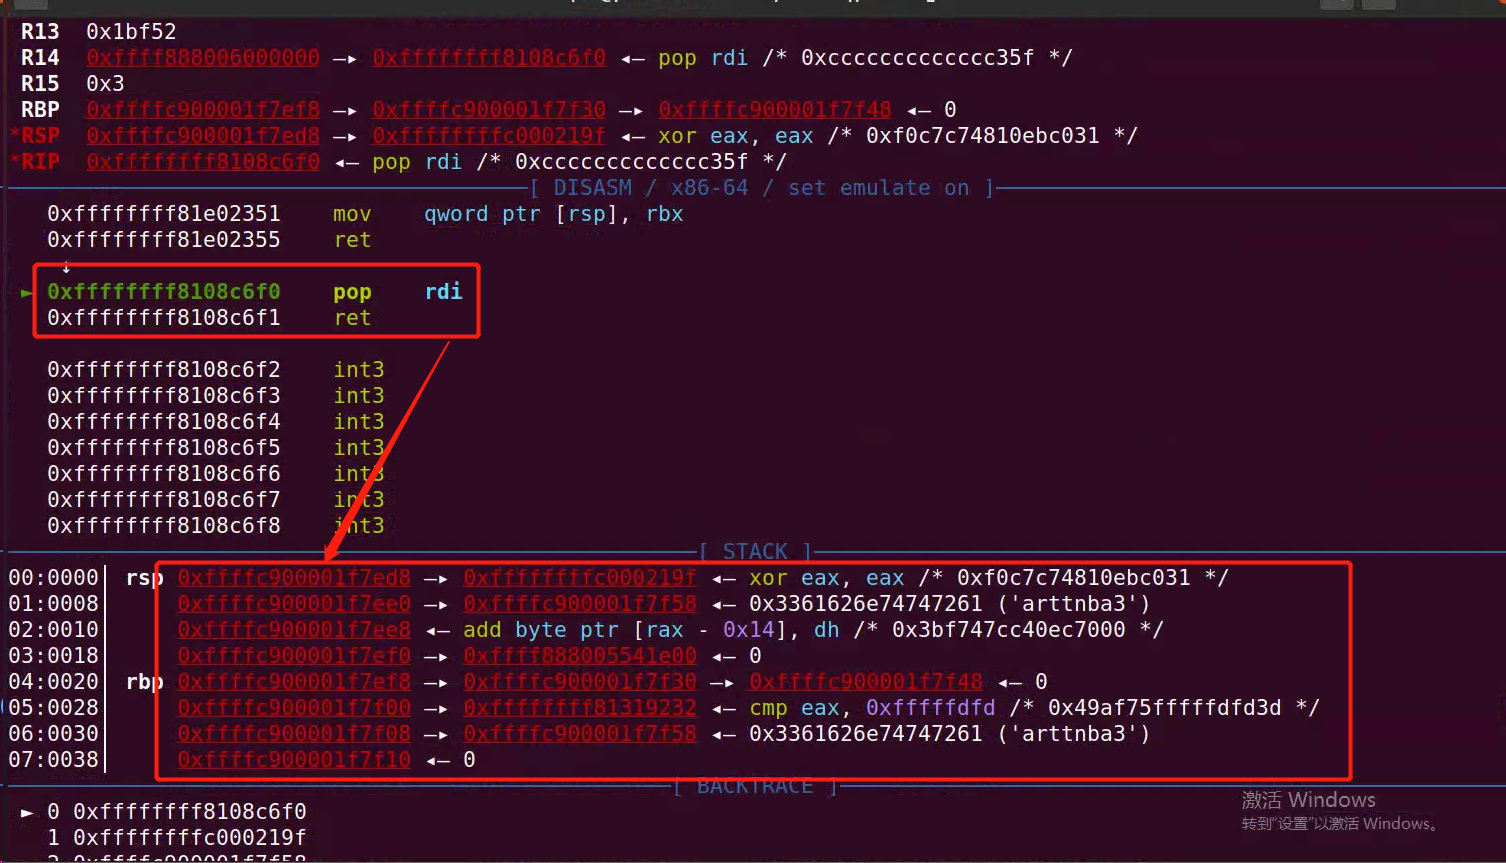 R13  0x1bf52
R14  0xffff888006000000 —▸ 0xffffffff8108c6f0 ◂— pop rdi /* 0xccccccccccccc35f */
R15  0x3
RBP  0xffffc900001f7ef8 —▸ 0xffffc900001f7f30 —▸ 0xffffc900001f7f48 ◂— 0
*RSP  0xffffc900001f7ed8 —▸ 0xffffffffc000219f ◂— xor eax, eax /* 0xf0c7c74810ebc031 */
*RIP  0xffffffff8108c6f0 ◂— pop rdi /* 0xccccccccccccc35f */
[ DISASM / x86-64 / set emulate on ]
0xffffffff81e02351    mov    qword ptr [rsp], rbx
0xffffffff81e02355    ret
↓
► 0xffffffff8108c6f0    pop    rdi
0xffffffff8108c6f1    ret
0xffffffff8108c6f2    int3
0xffffffff8108c6f3    int3
0xffffffff8108c6f4    int3
0xffffffff8108c6f5    int3
0xffffffff8108c6f6    int3
0xffffffff8108c6f7    int3
0xffffffff8108c6f8    int3
[ STACK ]
00:0000│ rsp 0xffffc900001f7ed8 —▸ 0xffffffffc000219f ◂— xor eax, eax /* 0xf0c7c74810ebc031 */
01:0008│     0xffffc900001f7ee0 —▸ 0xffffc900001f7f58 ◂— 0x3361626e74747261 ('arttnba3')
02:0010│     0xffffc900001f7ee8 ◂— add byte ptr [rax - 0x14], dh /* 0x3bf747cc40ec7000 */
03:0018│     0xffffc900001f7ef0 —▸ 0xffff888005541e00 ◂— 0
04:0020│ rbp 0xffffc900001f7ef8 —▸ 0xffffc900001f7f30 —▸ 0xffffc900001f7f48 ◂— 0
05:0028│     0xffffc900001f7f00 —▸ 0xffffffff81319232 ◂— cmp eax, 0xfffffdfd /* 0x49af75fffffdfd3d */
06:0030│     0xffffc900001f7f08 —▸ 0xffffc900001f7f58 ◂— 0x3361626e74747261 ('arttnba3')
07:0038│     0xffffc900001f7f10 ◂— 0
[ BACKTRACE ]
► 0 0xffffffff8108c6f0
1 0xffffffffc000219f
2 0xffffc900001f7f58
激活 Windows
转到"设置"以激活 Windows。